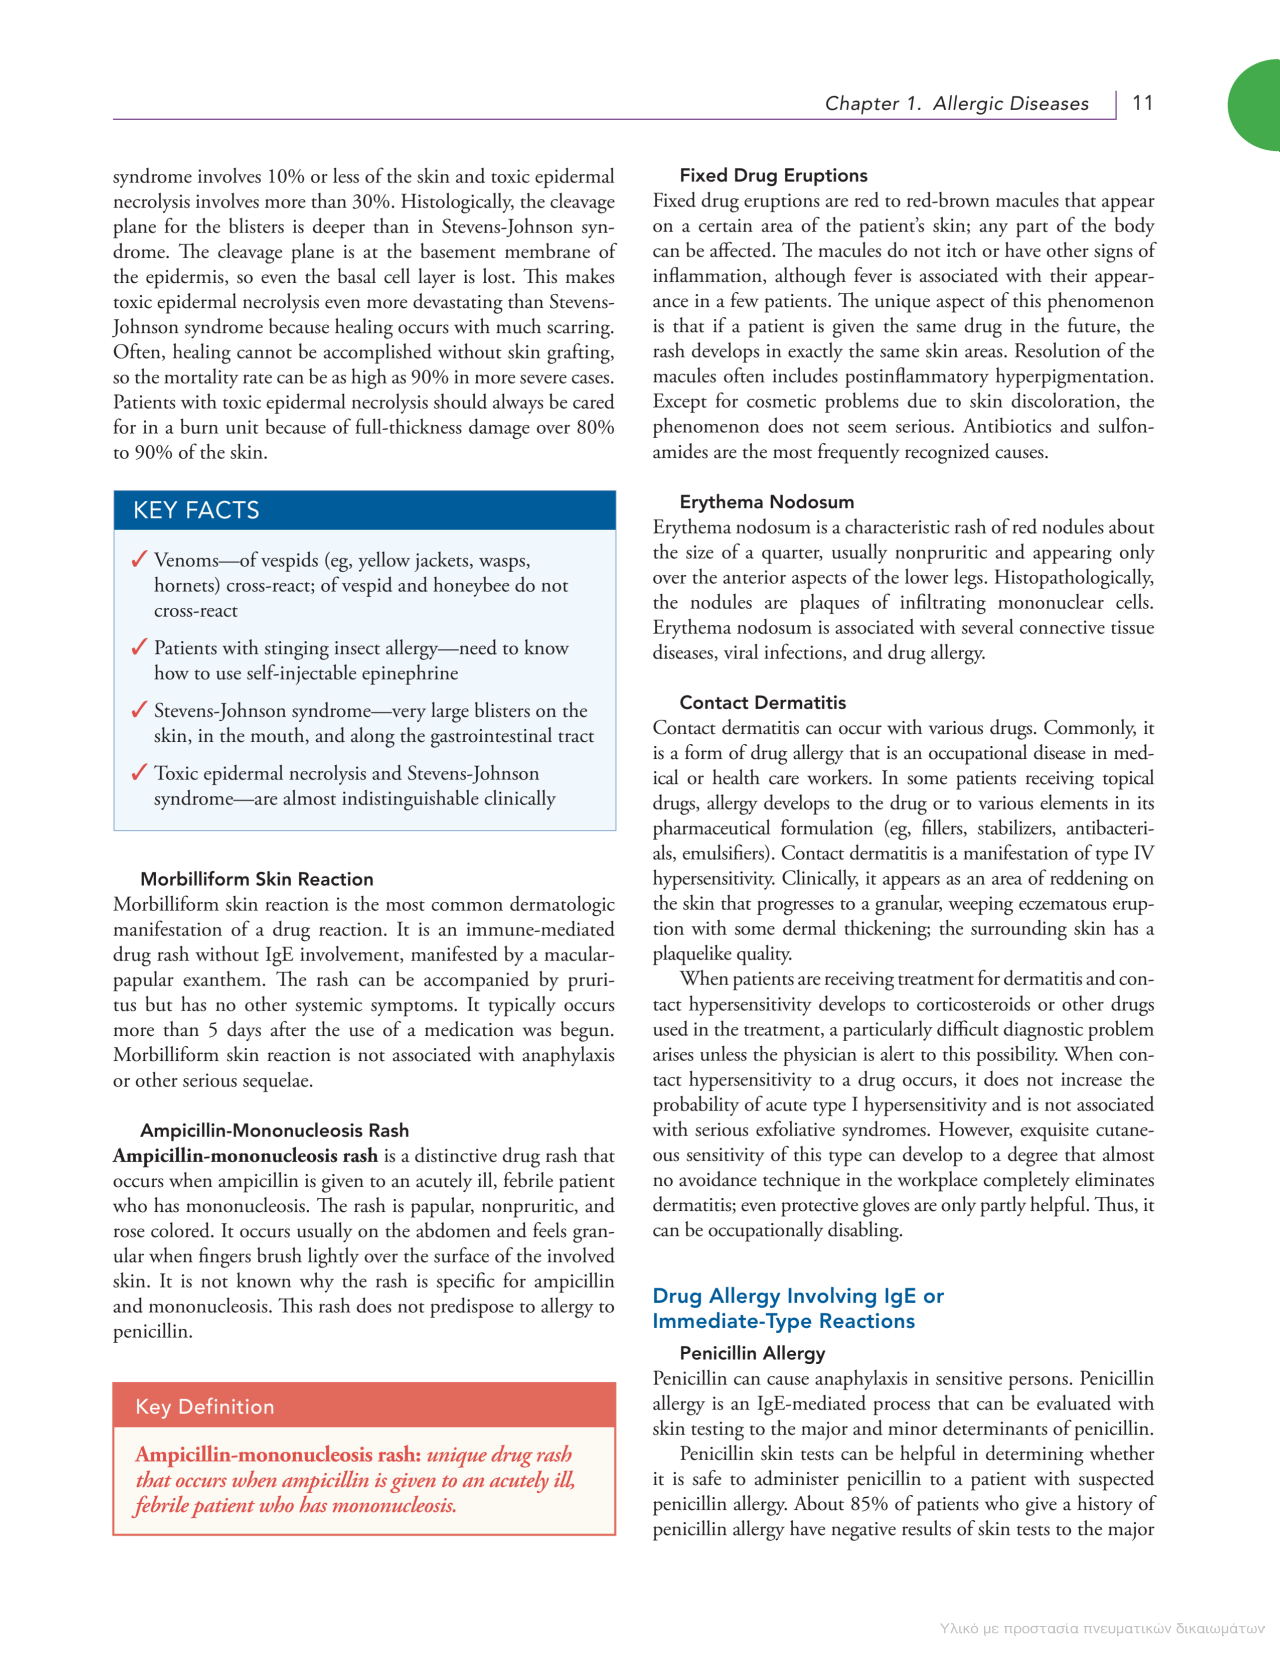 Chapter 1. Allergic Diseases 11
syndrome involves 10% or less of the skin and toxic epidermal
necrolysis involves more than 30%. Histologically, the cleavage
plane for the blisters is deeper than in Stevens-Johnson syn-
drome. The cleavage plane is at the basement membrane of
the epidermis, so even the basal cell layer is lost. This makes
toxic epidermal necrolysis even more devastating than Stevens-
Johnson syndrome because healing occurs with much scarring.
Often, healing cannot be accomplished without skin grafting,
so the mortality rate can be as high as 90% in more severe cases.
Patients with toxic epidermal necrolysis should always be cared
for in a burn unit because of full-thickness damage over 80%
to 90% of the skin.
KEY FACTS
✓ Venoms—of vespids (eg, yellow jackets, wasps,
hornets) cross-react; of vespid and honeybee do not
cross-react
✓ Patients with stinging insect allergy—need to know
how to use self-injectable epinephrine
✓ Stevens-Johnson syndrome—very large blisters on the
skin, in the mouth, and along the gastrointestinal tract
✓ Toxic epidermal necrolysis and Stevens-Johnson
syndrome—are almost indistinguishable clinically
Morbilliform Skin Reaction
Morbilliform skin reaction is the most common dermatologic
manifestation of a drug reaction. It is an immune-mediated
drug rash without IgE involvement, manifested by a macular-
papular exanthem. The rash can be accompanied by pruri-
tus but has no other systemic symptoms. It typically occurs
more than 5 days after the use of a medication was begun.
Morbilliform skin reaction is not associated with anaphylaxis
or other serious sequelae.
Ampicillin-Mononucleosis Rash
Ampicillin-mononucleosis rash is a distinctive drug rash that
occurs when ampicillin is given to an acutely ill, febrile patient
who has mononucleosis. The rash is papular, nonpruritic, and
rose colored. It occurs usually on the abdomen and feels gran-
ular when fingers brush lightly over the surface of the involved
skin. It is not known why the rash is specific for ampicillin
and mononucleosis. This rash does not predispose to allergy to
penicillin.
Key Definition
Ampicillin-mononucleosis rash: unique drug rash
that occurs when ampicillin is given to an acutely ill,
febrile patient who has mononucleosis.
Fixed Drug Eruptions
Fixed drug eruptions are red to red-brown macules that appear
on a certain area of the patient's skin; any part of the body
can be affected. The macules do not itch or have other signs of
inflammation, although fever is associated with their appear-
ance in a few patients. The unique aspect of this phenomenon
is that if a patient is given the same drug in the future, the
rash develops in exactly the same skin areas. Resolution of the
macules often includes postinflammatory hyperpigmentation.
Except for cosmetic problems due to skin discoloration, the
phenomenon does not seem serious. Antibiotics and sulfon-
amides are the most frequently recognized causes.
Erythema Nodosum
Erythema nodosum is a characteristic rash of red nodules about
the size of a quarter, usually nonpruritic and appearing only
over the anterior aspects of the lower legs. Histopathologically,
the nodules are plaques of infiltrating mononuclear cells.
Erythema nodosum is associated with several connective tissue
diseases, viral infections, and drug allergy.
Contact Dermatitis
Contact dermatitis can occur with various drugs. Commonly, it
is a form of drug allergy that is an occupational disease in med-
ical or health care workers. In some patients receiving topical
drugs, allergy develops to the drug or to various elements in its
pharmaceutical formulation (eg, fillers, stabilizers, antibacteri-
als, emulsifiers). Contact dermatitis is a manifestation of type IV
hypersensitivity. Clinically, it appears as an area of reddening on
the skin that progresses to a granular, weeping eczematous erup-
tion with some dermal thickening; the surrounding skin has a
plaquelike quality.
When patients are receiving treatment for dermatitis and con-
tact hypersensitivity develops to corticosteroids or other drugs
used in the treatment, a particularly difficult diagnostic problem
arises unless the physician is alert to this possibility. When con-
tact hypersensitivity to a drug occurs, it does not increase the
probability of acute type I hypersensitivity and is not associated
with serious exfoliative syndromes. However, exquisite cutane-
ous sensitivity of this type can develop to a degree that almost
no avoidance technique in the workplace completely eliminates
dermatitis; even protective gloves are only partly helpful. Thus, it
can be occupationally disabling.
Drug Allergy Involving IgE or
Immediate-Type Reactions
Penicillin Allergy
Penicillin can cause anaphylaxis in sensitive persons. Penicillin
allergy is an IgE-mediated process that can be evaluated with
skin testing to the major and minor determinants of penicillin.
Penicillin skin tests can be helpful in determining whether
it is safe to administer penicillin to a patient with suspected
penicillin allergy. About 85% of patients who give a history of
penicillin allergy have negative results of skin tests to the major
Υλικό με προστασία πνευματικών δικαιωμάτων